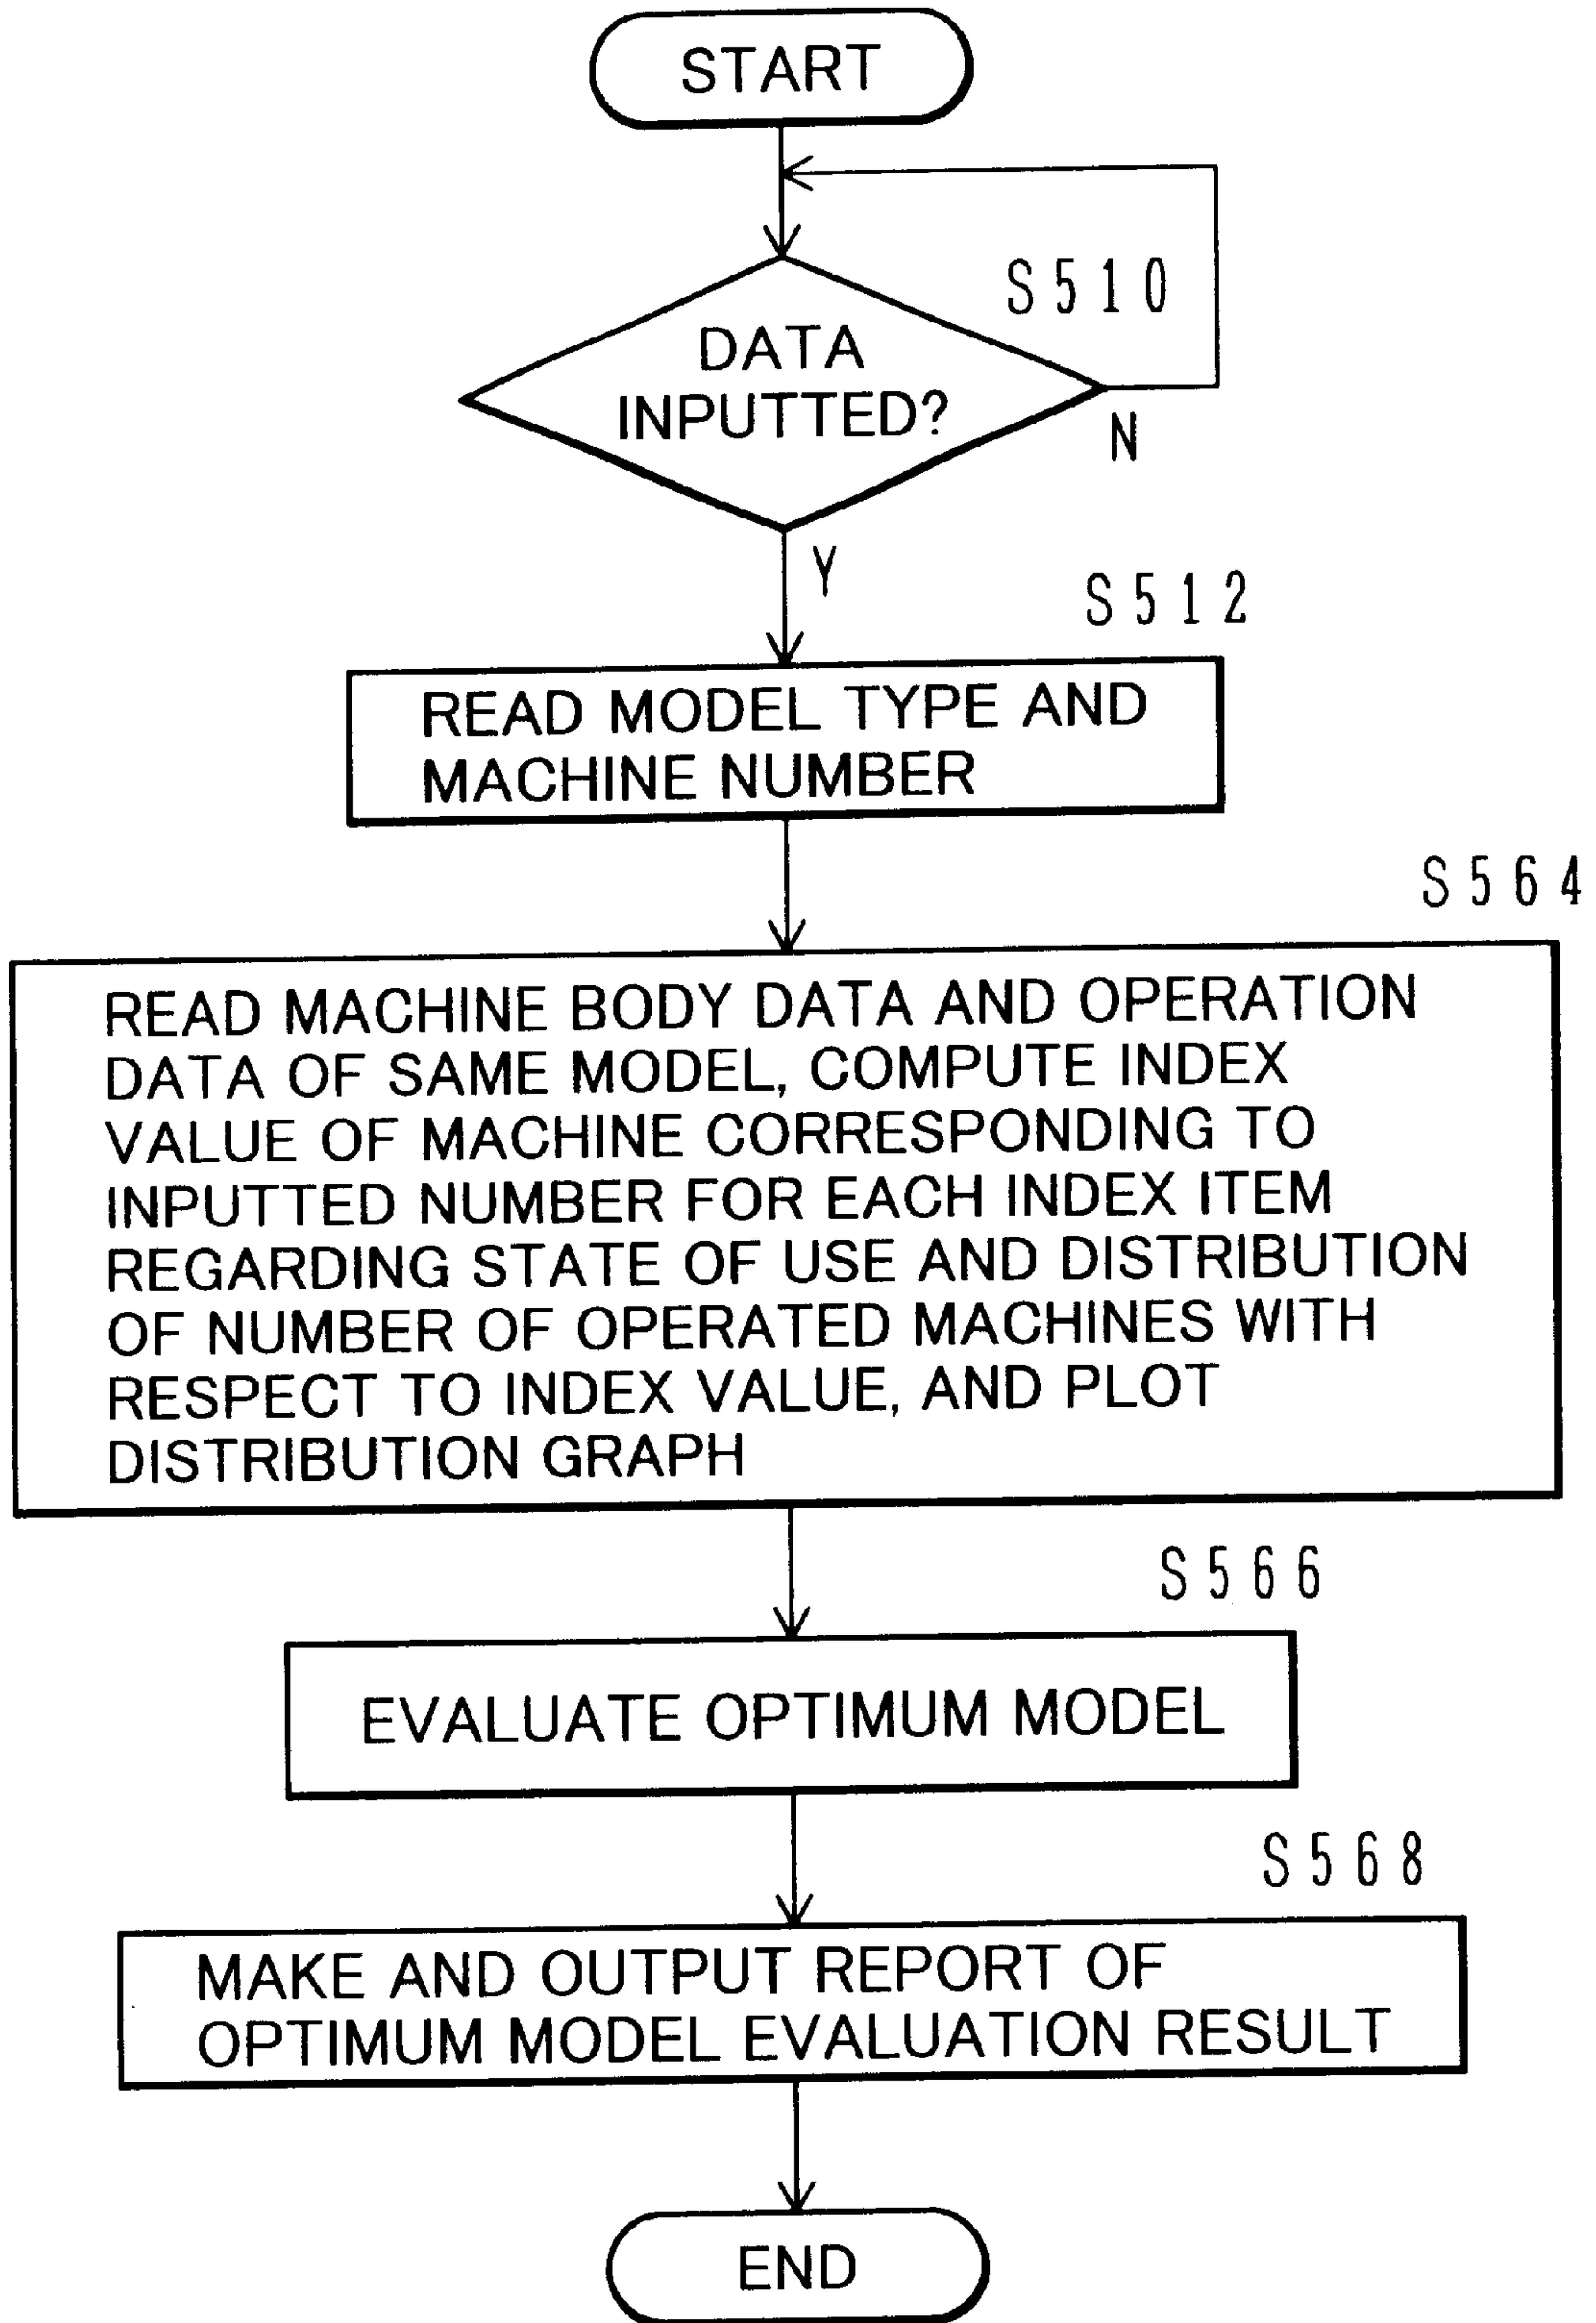 START
S510
DATA
INPUTTED?
N
Y
S512
READ MODEL TYPE AND
MACHINE NUMBER
S564
READ MACHINE BODY DATA AND OPERATION
DATA OF SAME MODEL, COMPUTE INDEX
VALUE OF MACHINE CORRESPONDING TO
INPUTTED NUMBER FOR EACH INDEX ITEM
REGARDING STATE OF USE AND DISTRIBUTION
OF NUMBER OF OPERATED MACHINES WITH
RESPECT TO INDEX VALUE, AND PLOT
DISTRIBUTION GRAPH
S566
EVALUATE OPTIMUM MODEL
S568
MAKE AND OUTPUT REPORT OF
OPTIMUM MODEL EVALUATION RESULT
END